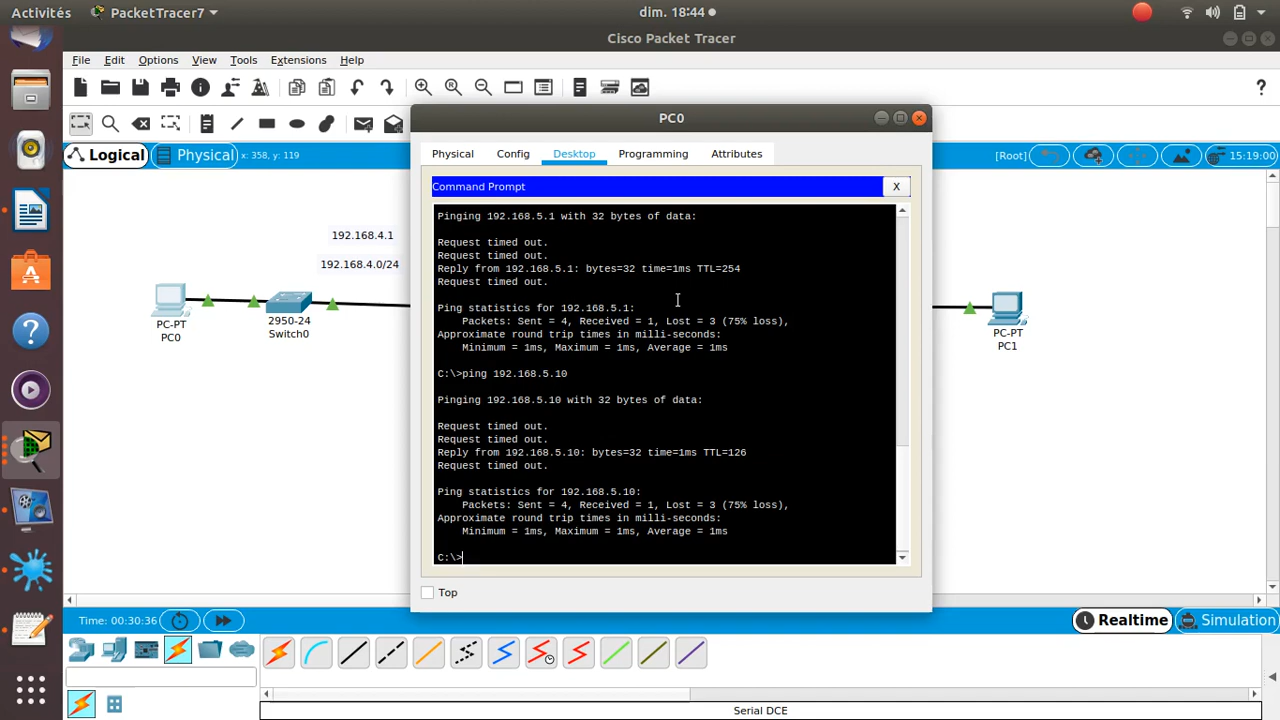 Activités
PacketTracer7
dim. 18:44
Cisco Packet Tracer
File Edit Options View Tools Extensions Help
?
PC0
Logical
Physical
x: 358, y: 119
[Root]
15:19:00
Physical Config Desktop Programming Attributes
Command Prompt
X
Pinging 192.168.5.1 with 32 bytes of data:
Request timed out.
Request timed out.
Reply from 192.168.5.1: bytes=32 time=1ms TTL=254
Request timed out.
Ping statistics for 192.168.5.1:
Packets: Sent = 4, Received = 1, Lost = 3 (75% loss),
Approximate round trip times in milli-seconds:
Minimum = 1ms, Maximum = 1ms, Average = 1ms
C:\>ping 192.168.5.10
Pinging 192.168.5.10 with 32 bytes of data:
Request timed out.
Request timed out.
Reply from 192.168.5.10: bytes=32 time=1ms TTL=126
Request timed out.
Ping statistics for 192.168.5.10:
Packets: Sent = 4, Received = 1, Lost = 3 (75% loss),
Approximate round trip times in milli-seconds:
Minimum = 1ms, Maximum = 1ms, Average = 1ms
C:\>
Top
192.168.4.1
192.168.4.0/24
PC-PT
PC0
2950-24
Switch0
PC-PT
PC1
Time: 00:30:36
Realtime
Simulation
Serial DCE